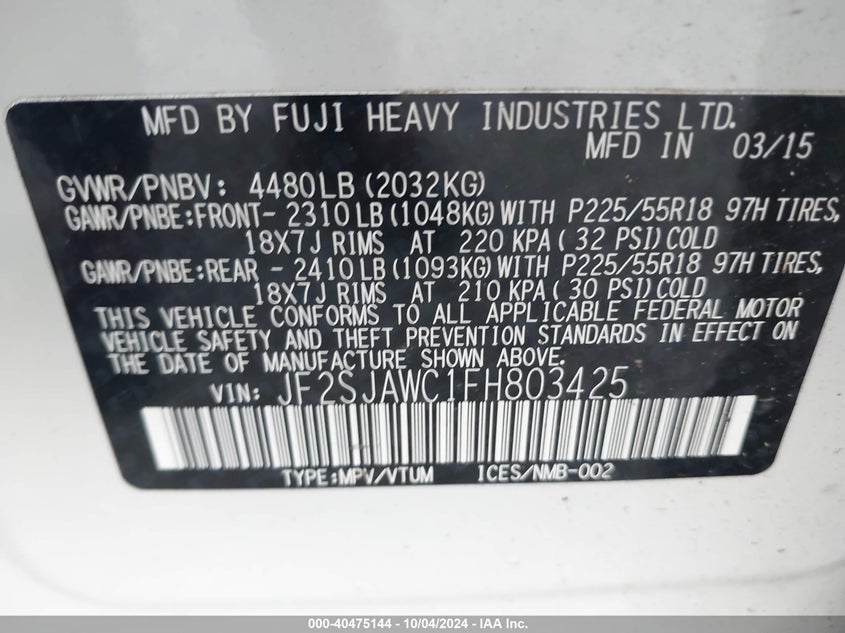 MFD BY FUJI HEAVY INDUSTRIES LTD.
MFD IN 03/15
GVWR/PNBV: 4480LB (2032KG)
GAWR/PNBE:FRONT- 2310LB (1048KG) WITH P225/55R18 97H TIRES,
18X7J RIMS AT 220 KPA ( 32 PSI) COLD
GAWR/PNBE:REAR - 2410LB (1093KG) WITH P225/55R18 97H TIRES,
18X7J RIMS AT 210 KPA ( 30 PSI) COLD
THIS VEHICLE CONFORMS TO ALL APPLICABLE FEDERAL MOTOR
VEHICLE SAFETY AND THEFT PREVENTION STANDARDS IN EFFECT ON
THE DATE OF MANUFACTURE SHOWN ABOVE.
VIN: JF2SJAWC1FH803425
TYPE:MPV/VTUM ICES/NMB-002
000-40475144 - 10/04/2024 - IAA Inc.